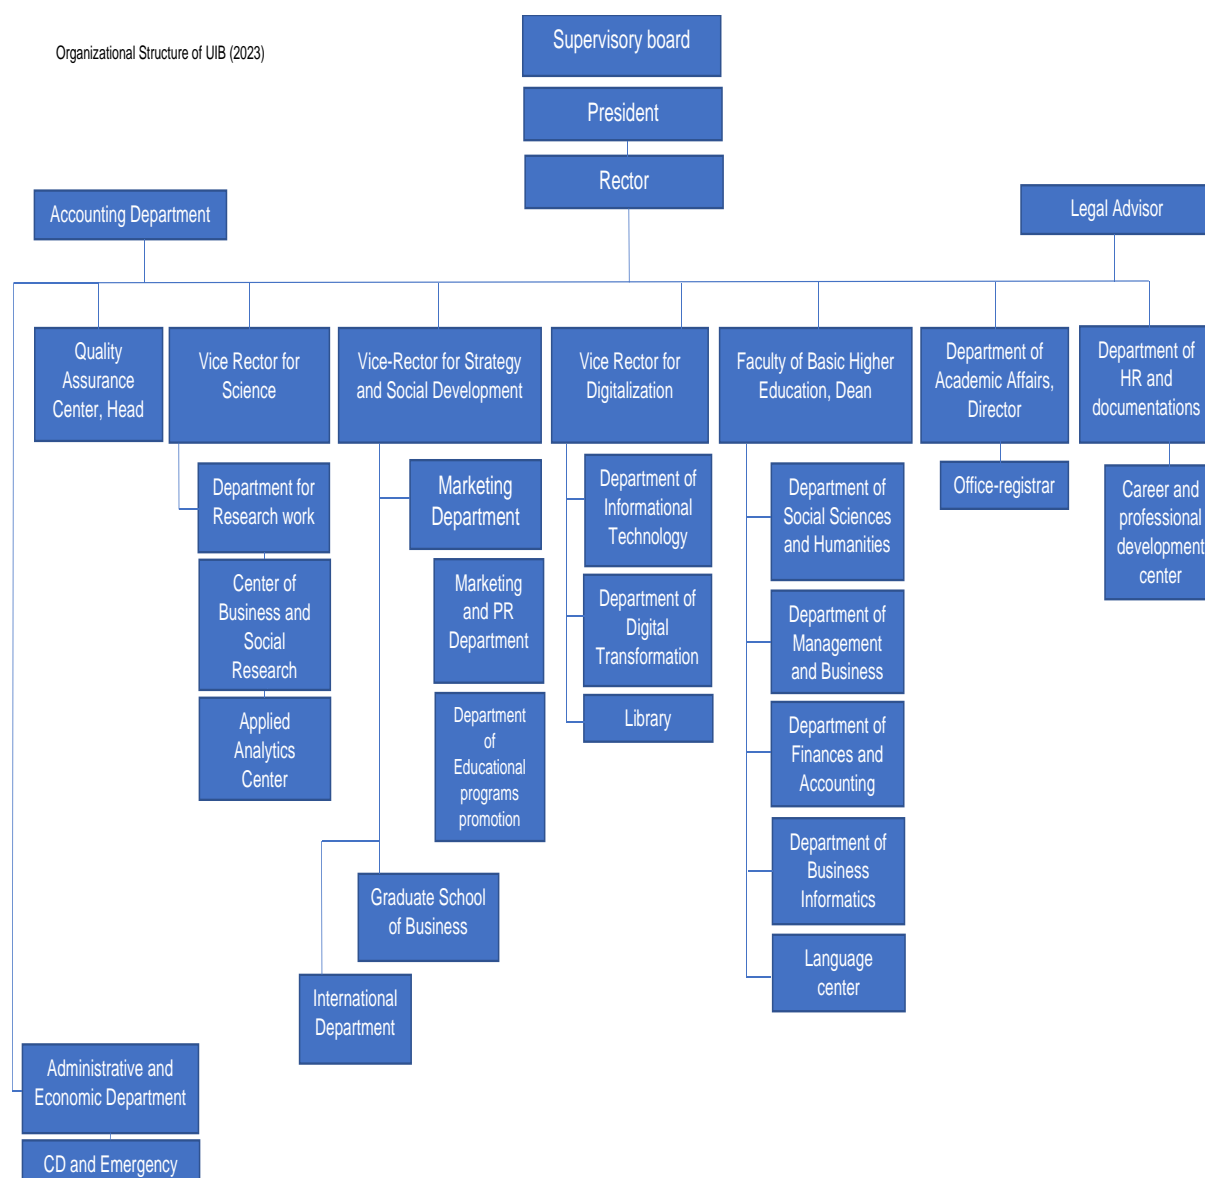 Organizational Structure of UIB (2023)
Supervisory board
President
Rector
Accounting Department
Legal Advisor
Quality
Assurance
Center, Head
Vice Rector for
Science
Vice-Rector for Strategy
and Social Development
Vice Rector for
Digitalization
Faculty of Basic Higher
Education, Dean
Department of
Academic Affairs,
Director
Department of
HR and
documentations
Department for
Research work
Center of
Business and
Social
Research
Applied
Analytics
Center
Marketing
Department
Marketing
and PR
Department
Department
of
Educational
programs
promotion
Graduate School
of Business
International
Department
Department of
Informational
Technology
Department of
Digital
Transformation
Library
Department of
Social Sciences
and Humanities
Department of
Management
and Business
Department of
Finances and
Accounting
Department of
Business
Informatics
Language
center
Office-registrar
Career and
professional
development
center
Administrative and
Economic Department
CD and Emergency